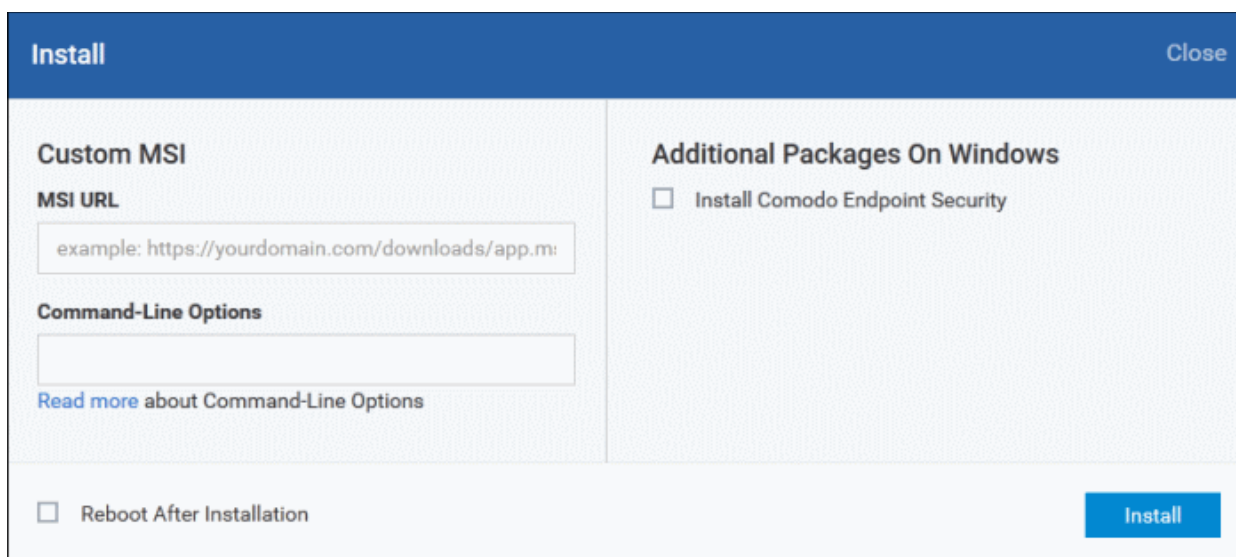 Install
Close
Custom MSI
MSI URL
example: https://yourdomain.com/downloads/app.m
Command-Line Options
Read more about Command-Line Options
Additional Packages On Windows
Install Comodo Endpoint Security
Reboot After Installation
Install